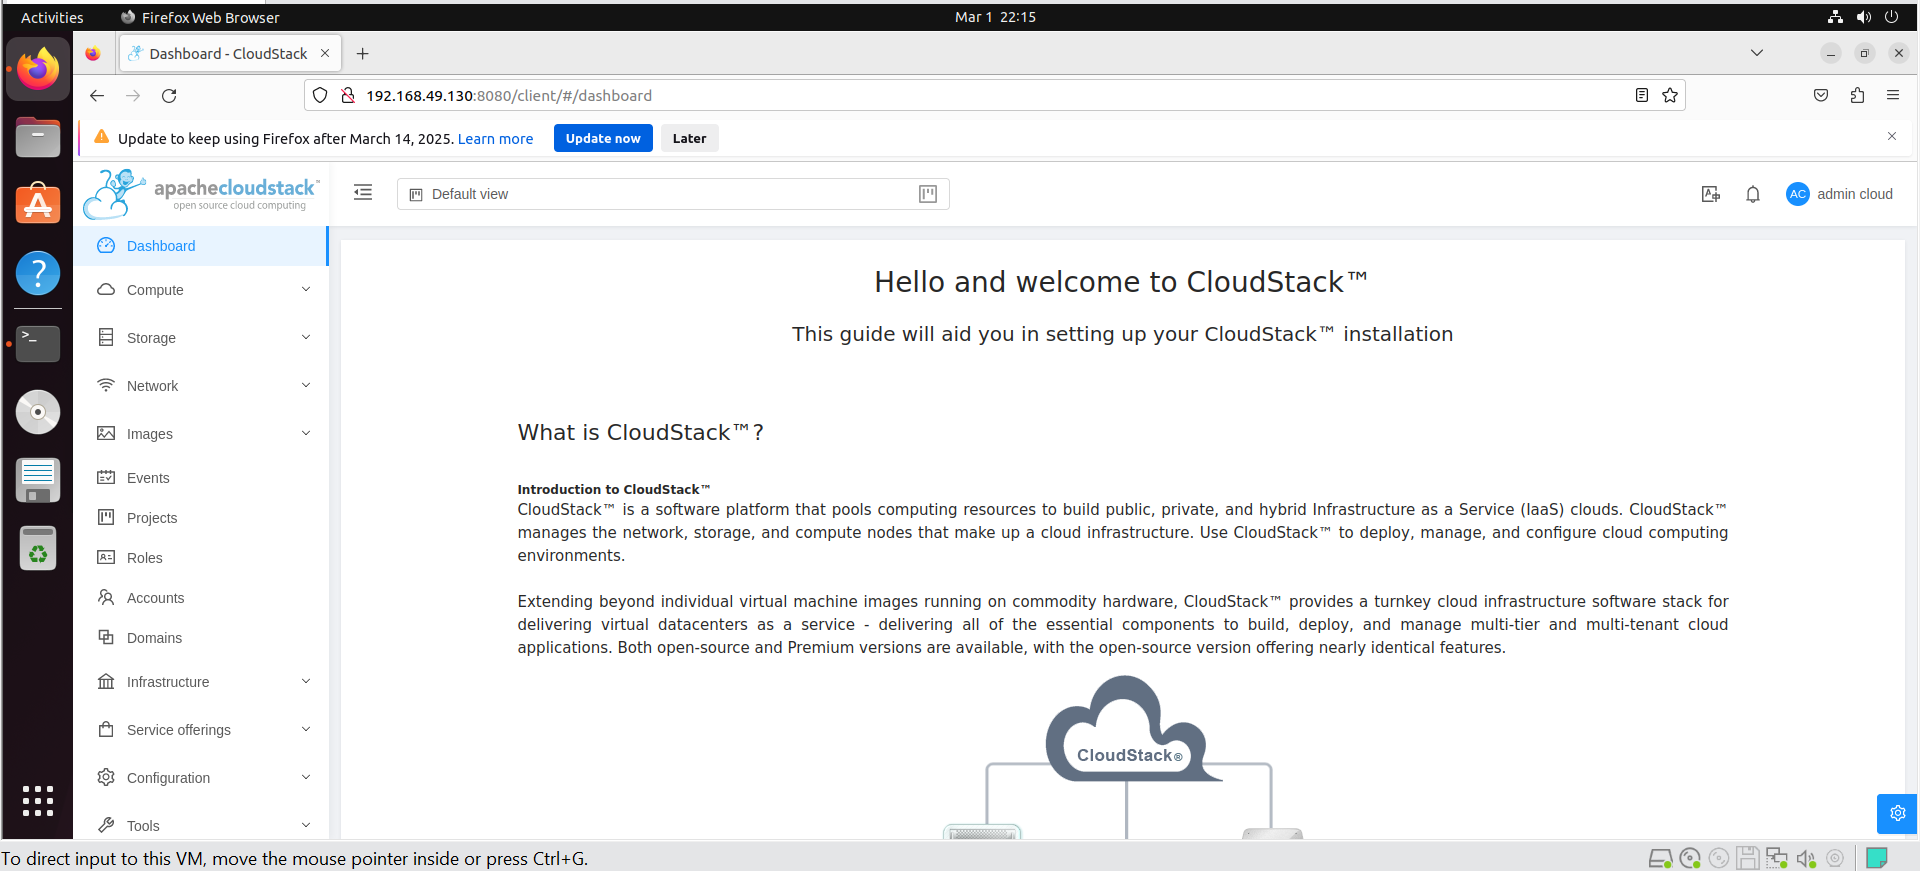 Activities Firefox Web Browser Mar 1 22:15
Dashboard - CloudStack
192.168.49.130:8080/client/#/dashboard
Update to keep using Firefox after March 14, 2025. Learn more Update now Later
apachecloudstack™
open source cloud computing
Default view
AC admin cloud
Dashboard
Compute
Storage
Network
Images
Events
Projects
Roles
Accounts
Domains
Infrastructure
Service offerings
Configuration
Tools
Hello and welcome to CloudStack™
This guide will aid you in setting up your CloudStack™ installation
What is CloudStack™?
Introduction to CloudStack™
CloudStack™ is a software platform that pools computing resources to build public, private, and hybrid Infrastructure as a Service (IaaS) clouds. CloudStack™
manages the network, storage, and compute nodes that make up a cloud infrastructure. Use CloudStack™ to deploy, manage, and configure cloud computing
environments.
Extending beyond individual virtual machine images running on commodity hardware, CloudStack™ provides a turnkey cloud infrastructure software stack for
delivering virtual datacenters as a service - delivering all of the essential components to build, deploy, and manage multi-tier and multi-tenant cloud
applications. Both open-source and Premium versions are available, with the open-source version offering nearly identical features.
CloudStack®
To direct input to this VM, move the mouse pointer inside or press Ctrl+G.